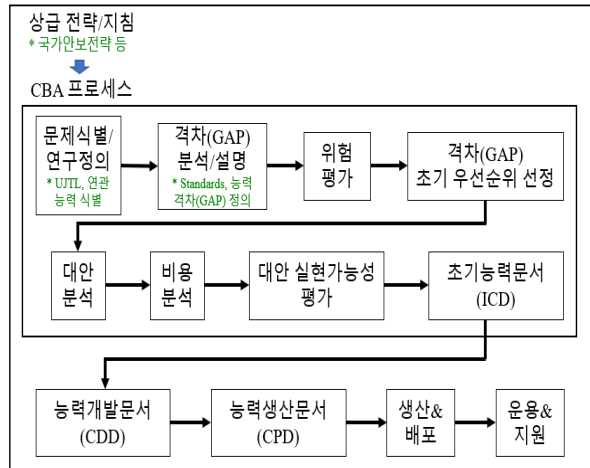 상급 전략/지침
* 국가안보전략 등
CBA 프로세스
문제식별/
연구정의
* UJTL, 연관
능력 식별
격차(GAP)
분석/설명
* Standards, 능력
격차(GAP) 정의
위험
평가
격차(GAP)
초기 우선순위 선정
대안
분석
비용
분석
대안 실현가능성
평가
초기능력문서
(ICD)
능력개발문서
(CDD)
능력생산문서
(CPD)
생산&
배포
운용&
지원